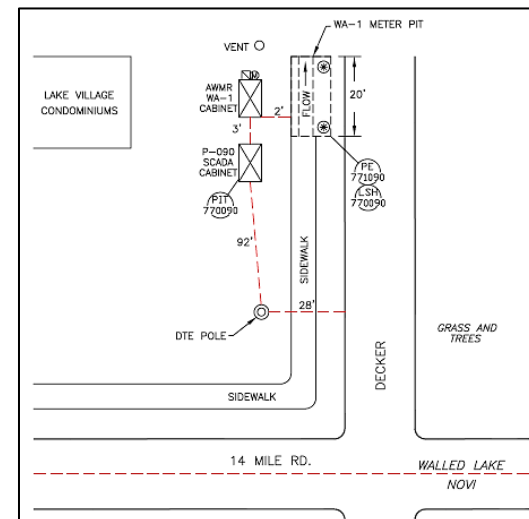 WA-1 METER PIT
VENT
LAKE VILLAGE
CONDOMINIUMS
AWMR
WA-1
CABINET
2'
FLOW
20'
3'
P-090
SCADA
CABINET
PIT
770090
PE
771090
LSH
770090
92'
SIDEWALK
28'
DTE POLE
GRASS AND
TREES
DECKER
SIDEWALK
14 MILE RD.
WALLED LAKE
NOVI